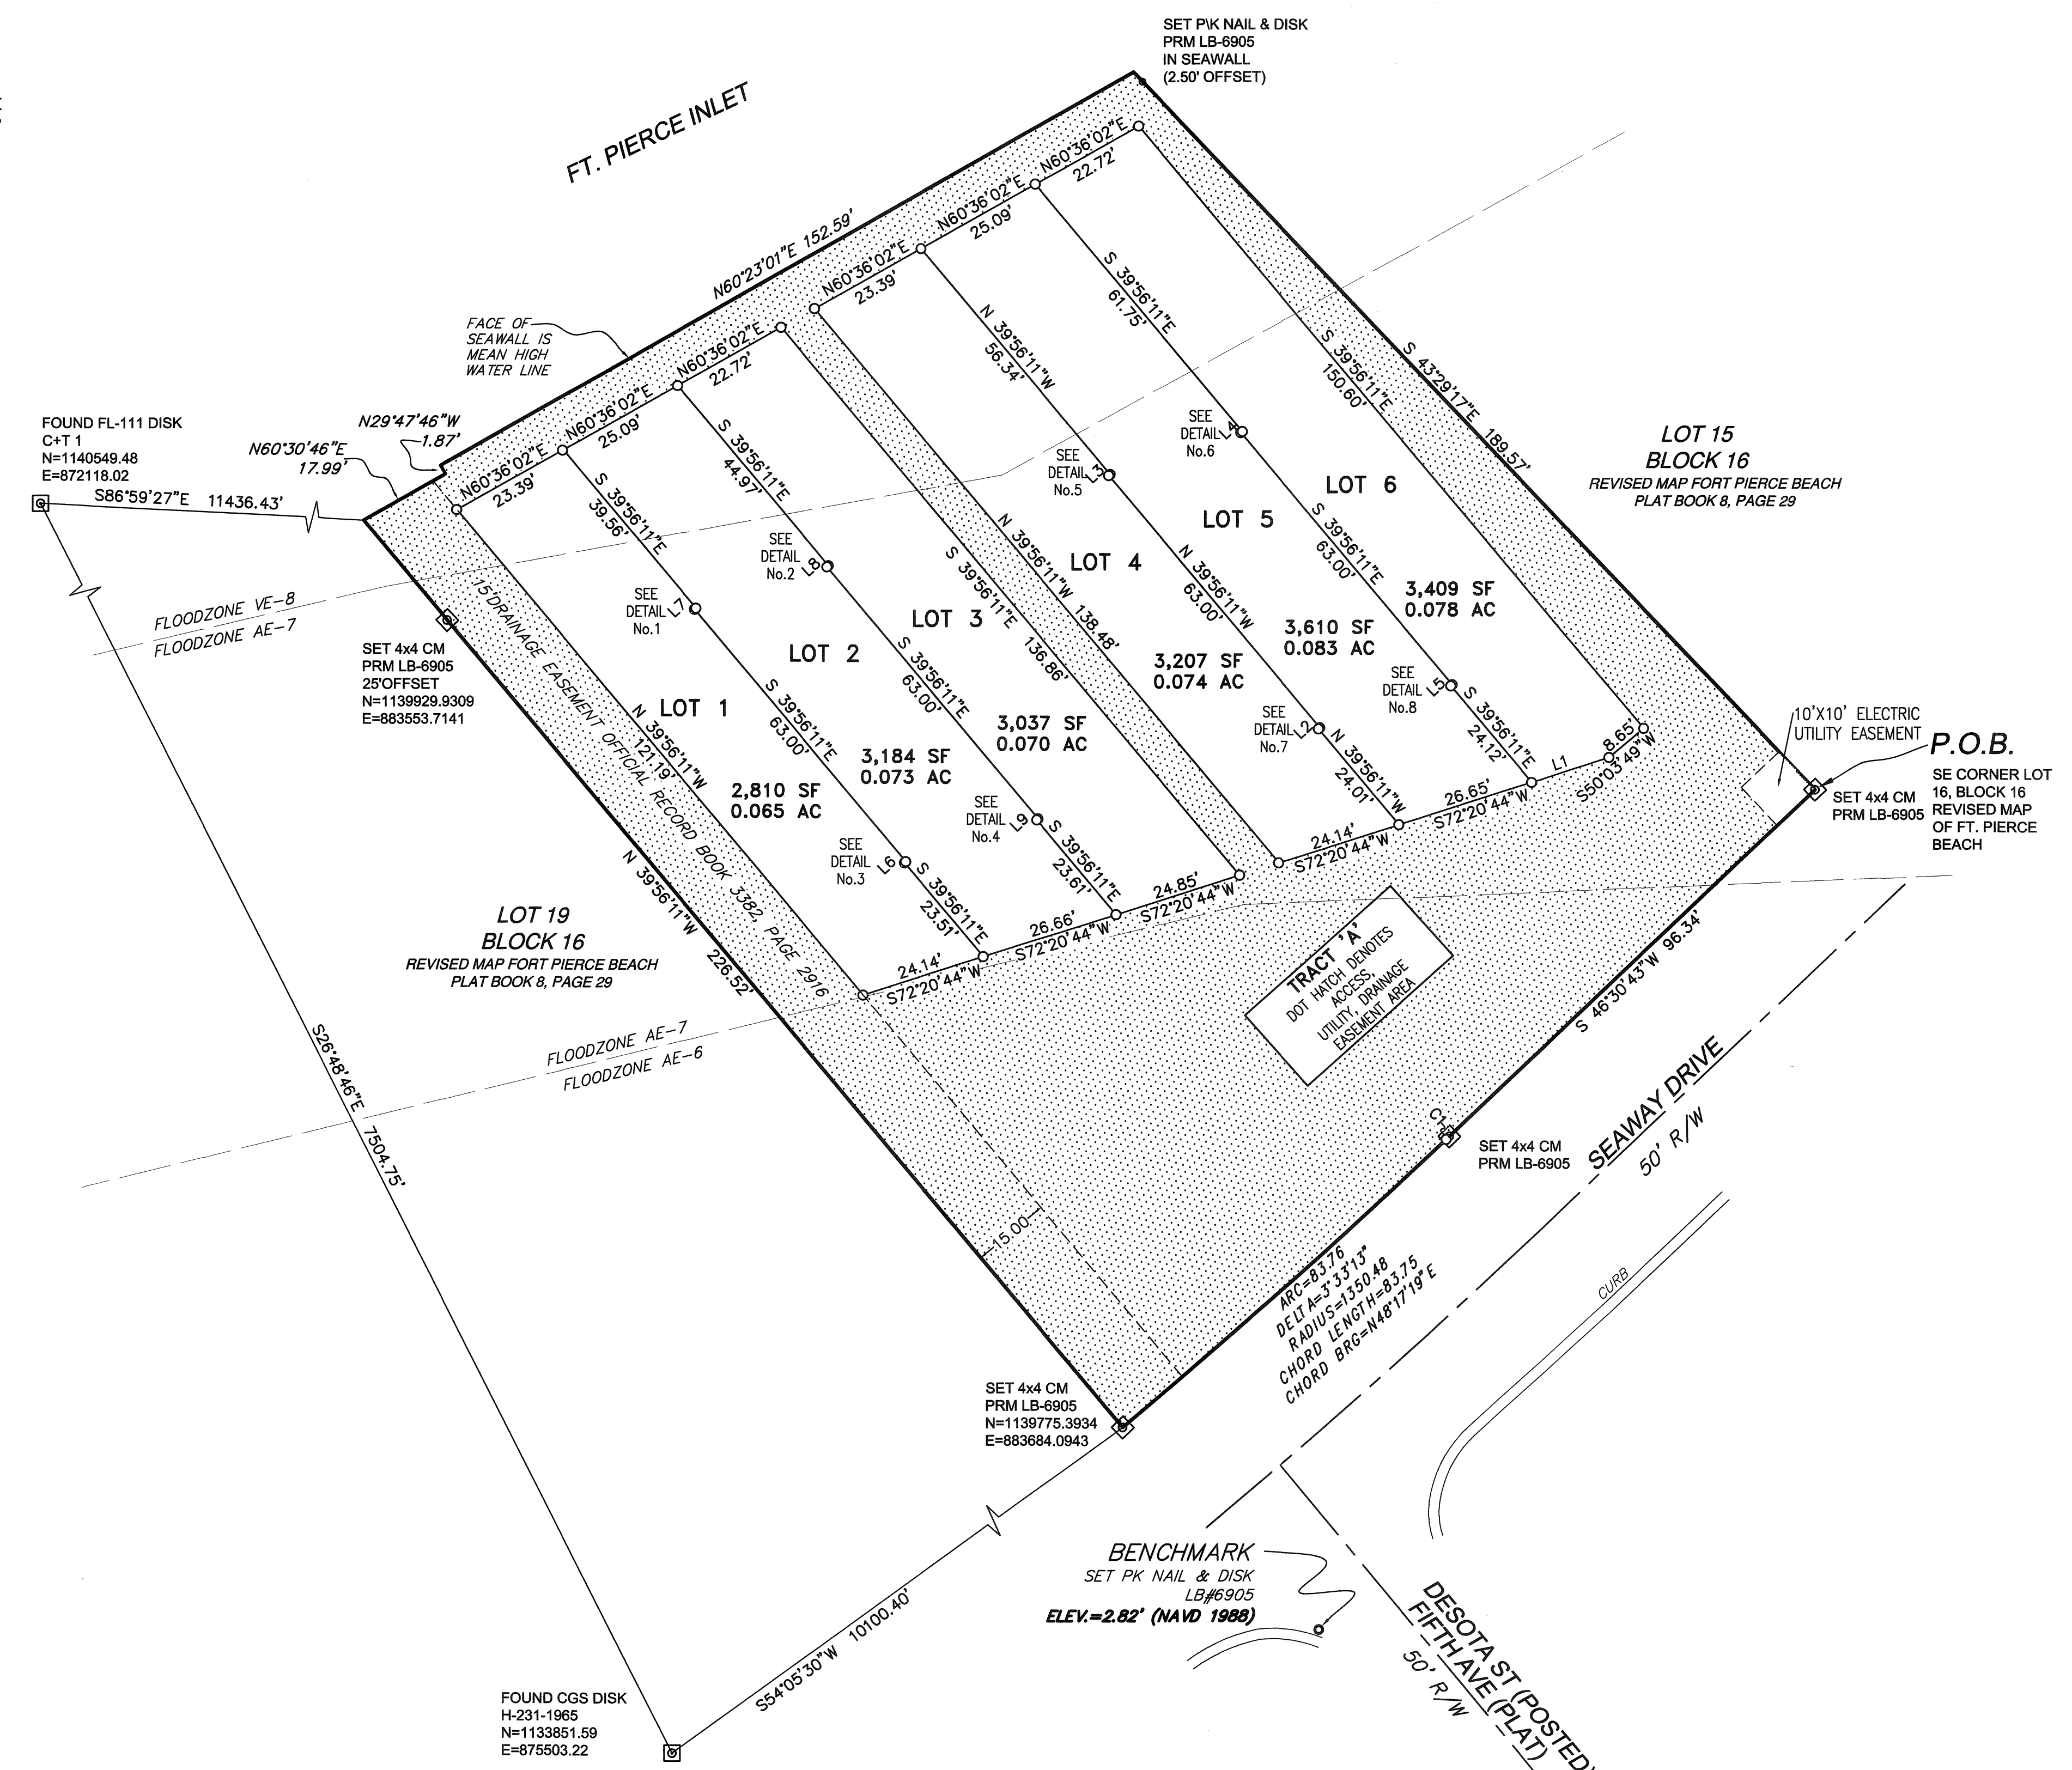 SET P\K NAIL & DISK
PRM LB-6905
IN SEAWALL
(2.50' OFFSET)
FT. PIERCE INLET
N60°23'01"E 152.59'
FACE OF
SEAWALL IS
MEAN HIGH
WATER LINE
N29°47'46"W
1.87'
N60°30'46"E
17.99'
FOUND FL-111 DISK
C+T 1
N=1140549.48
E=872118.02
S86°59'27"E 11436.43'
N60°36'02"E
23.39'
N60°36'02"E
25.09'
N60°36'02"E
22.72'
N60°36'02"E
23.39'
N60°36'02"E
25.09'
N60°36'02"E
22.72'
S 39°56'11"E
39.56'
S 39°56'11"E
44.97'
N 39°56'11"W
56.34'
S 39°56'11"E
61.75'
S 39°56'11"E
150.60'
S 43°29'17"E 189.57'
LOT 15
BLOCK 16
REVISED MAP FORT PIERCE BEACH
PLAT BOOK 8, PAGE 29
SEE
DETAIL
No.6
L4
SEE
DETAIL
No.5
L3
SEE
DETAIL
No.2
L8
SEE
DETAIL
No.1
L7
LOT 6
LOT 5
LOT 4
LOT 3
LOT 2
LOT 1
FLOODZONE VE-8
FLOODZONE AE-7
SET 4x4 CM
PRM LB-6905
25'OFFSET
N=1139929.9309
E=883553.7141
15'DRAINAGE EASEMENT OFFICIAL RECORD BOOK 3382, PAGE 2916
N 39°56'11"W
121.19'
S 39°56'11"E
63.00'
S 39°56'11"E
63.00'
S 39°56'11"E 136.86'
N 39°56'11"W 138.48'
N 39°56'11"W
63.00'
S 39°56'11"E
63.00'
3,409 SF
0.078 AC
3,610 SF
0.083 AC
3,207 SF
0.074 AC
3,037 SF
0.070 AC
3,184 SF
0.073 AC
2,810 SF
0.065 AC
SEE
DETAIL
No.8
L5
SEE
DETAIL
No.7
L2
SEE
DETAIL
No.4
L9
SEE
DETAIL
No.3
L6
S 39°56'11"E
24.12'
N 39°56'11"W
24.01'
S 39°56'11"E
23.61'
S 39°56'11"E
23.51'
8.65'
S50°03'49"W
L1
26.65'
S72°20'44"W
24.14'
S72°20'44"W
24.85'
S72°20'44"W
26.66'
S72°20'44"W
24.14'
S72°20'44"W
10'X10' ELECTRIC
UTILITY EASEMENT
P.O.B.
SE CORNER LOT
16, BLOCK 16
REVISED MAP
OF FT. PIERCE
BEACH
SET 4x4 CM
PRM LB-6905
LOT 19
BLOCK 16
REVISED MAP FORT PIERCE BEACH
PLAT BOOK 8, PAGE 29
N 39°56'11"W 226.52'
TRACT 'A'
DOT HATCH DENOTES
ACCESS,
UTILITY, DRAINAGE
EASEMENT AREA
S 46°30'43"W 96.34'
FLOODZONE AE-7
FLOODZONE AE-6
S26°48'46"E 7504.75'
C1
SET 4x4 CM
PRM LB-6905
SEAWAY DRIVE
50' R/W
15.00
ARC=83.76
DELTA=3°33'13"
RADIUS=1350.48
CHORD LENGTH=83.75
CHORD BRG=N48°17'19"E
CURB
SET 4x4 CM
PRM LB-6905
N=1139775.3934
E=883684.0943
BENCHMARK
SET PK NAIL & DISK
LB#6905
ELEV.=2.82' (NAVD 1988)
S54°05'30"W 10100.40'
DESOTA ST (POSTED)
FIFTH AVE (PLAT)
50' R/W
FOUND CGS DISK
H-231-1965
N=1133851.59
E=875503.22